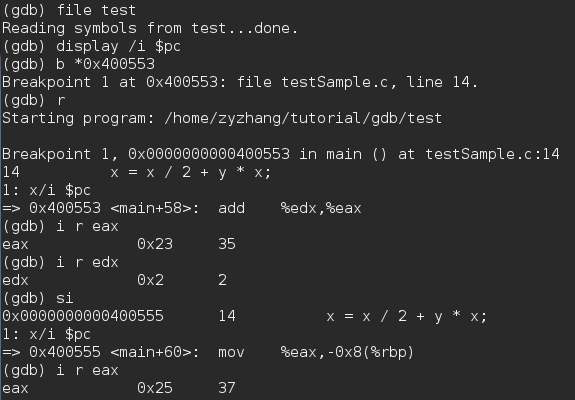 (gdb) file test
Reading symbols from test...done.
(gdb) display /i $pc
(gdb) b *0x400553
Breakpoint 1 at 0x400553: file testSample.c, line 14.
(gdb) r
Starting program: /home/zyzhang/tutorial/gdb/test

Breakpoint 1, 0x0000000000400553 in main () at testSample.c:14
14          x = x / 2 + y * x;
1: x/i $pc
=> 0x400553 <main+58>:  add    %edx,%eax
(gdb) i r eax
eax            0x23     35
(gdb) i r edx
edx            0x2      2
(gdb) si
0x0000000000400555      14          x = x / 2 + y * x;
1: x/i $pc
=> 0x400555 <main+60>:  mov    %eax,-0x8(%rbp)
(gdb) i r eax
eax            0x25     37